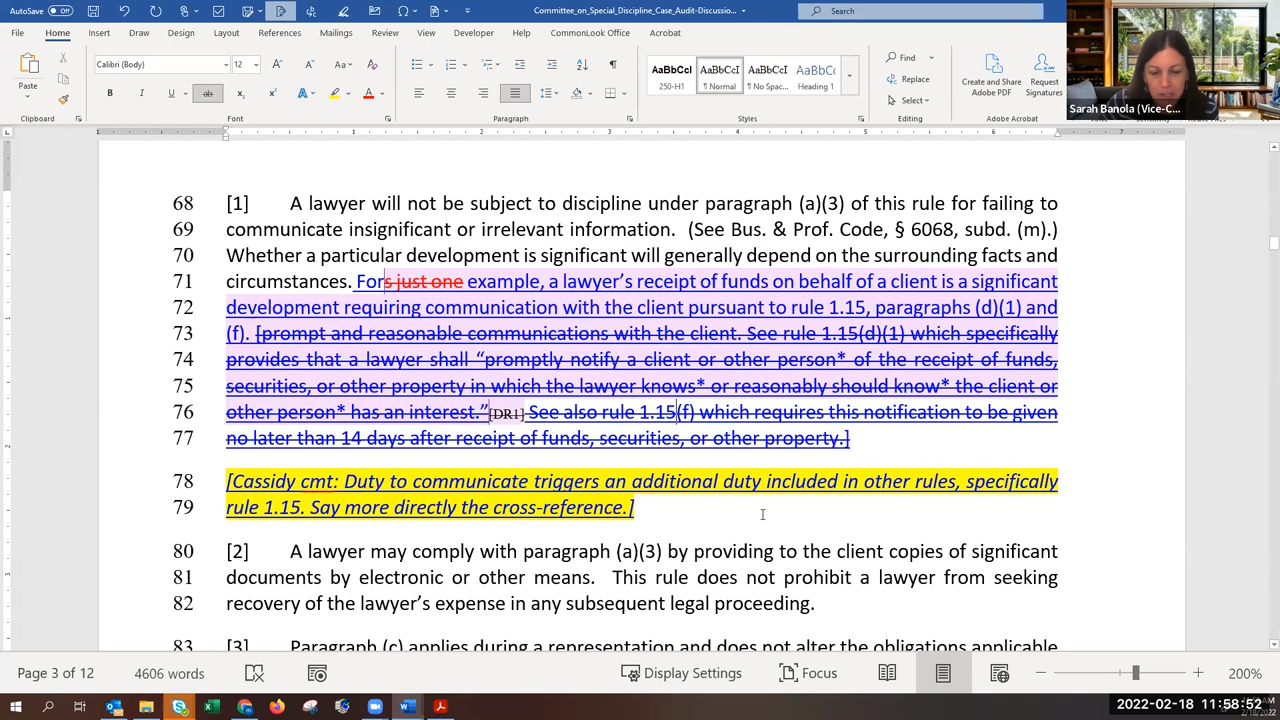 AutoSave Off
Committee_on_Special_Discipline_Case_Audit-Discussio...
Search
File Home Insert Draw Design Layout References Mailings Review View Developer Help CommonLook Office Acrobat
Paste
Calibri (Body) 12
AaBbCcI AaBbCcI AaBbCcI AaBbC
250-H1 ¶ Normal ¶ No Spac... Heading 1
Find
Replace
Select
Create and Share Adobe PDF
Request Signatures
Clipboard Font Paragraph Styles Editing Adobe Acrobat
Sarah Banola (Vice-C...
68 [1] A lawyer will not be subject to discipline under paragraph (a)(3) of this rule for failing to
69 communicate insignificant or irrelevant information. (See Bus. & Prof. Code, § 6068, subd. (m).)
70 Whether a particular development is significant will generally depend on the surrounding facts and
71 circumstances. Fors just one example, a lawyer’s receipt of funds on behalf of a client is a significant
72 development requiring communication with the client pursuant to rule 1.15, paragraphs (d)(1) and
73 (f). [prompt and reasonable communications with the client. See rule 1.15(d)(1) which specifically
74 provides that a lawyer shall “promptly notify a client or other person* of the receipt of funds,
75 securities, or other property in which the lawyer knows* or reasonably should know* the client or
76 other person* has an interest.”[DR1] See also rule 1.15(f) which requires this notification to be given
77 no later than 14 days after receipt of funds, securities, or other property.]
78 [Cassidy cmt: Duty to communicate triggers an additional duty included in other rules, specifically
79 rule 1.15. Say more directly the cross-reference.]
80 [2] A lawyer may comply with paragraph (a)(3) by providing to the client copies of significant
81 documents by electronic or other means. This rule does not prohibit a lawyer from seeking
82 recovery of the lawyer’s expense in any subsequent legal proceeding.
83 [3] Paragraph (c) applies during a representation and does not alter the obligations applicable
Page 3 of 12 4606 words Display Settings Focus 200%
2022-02-18 11:58:52